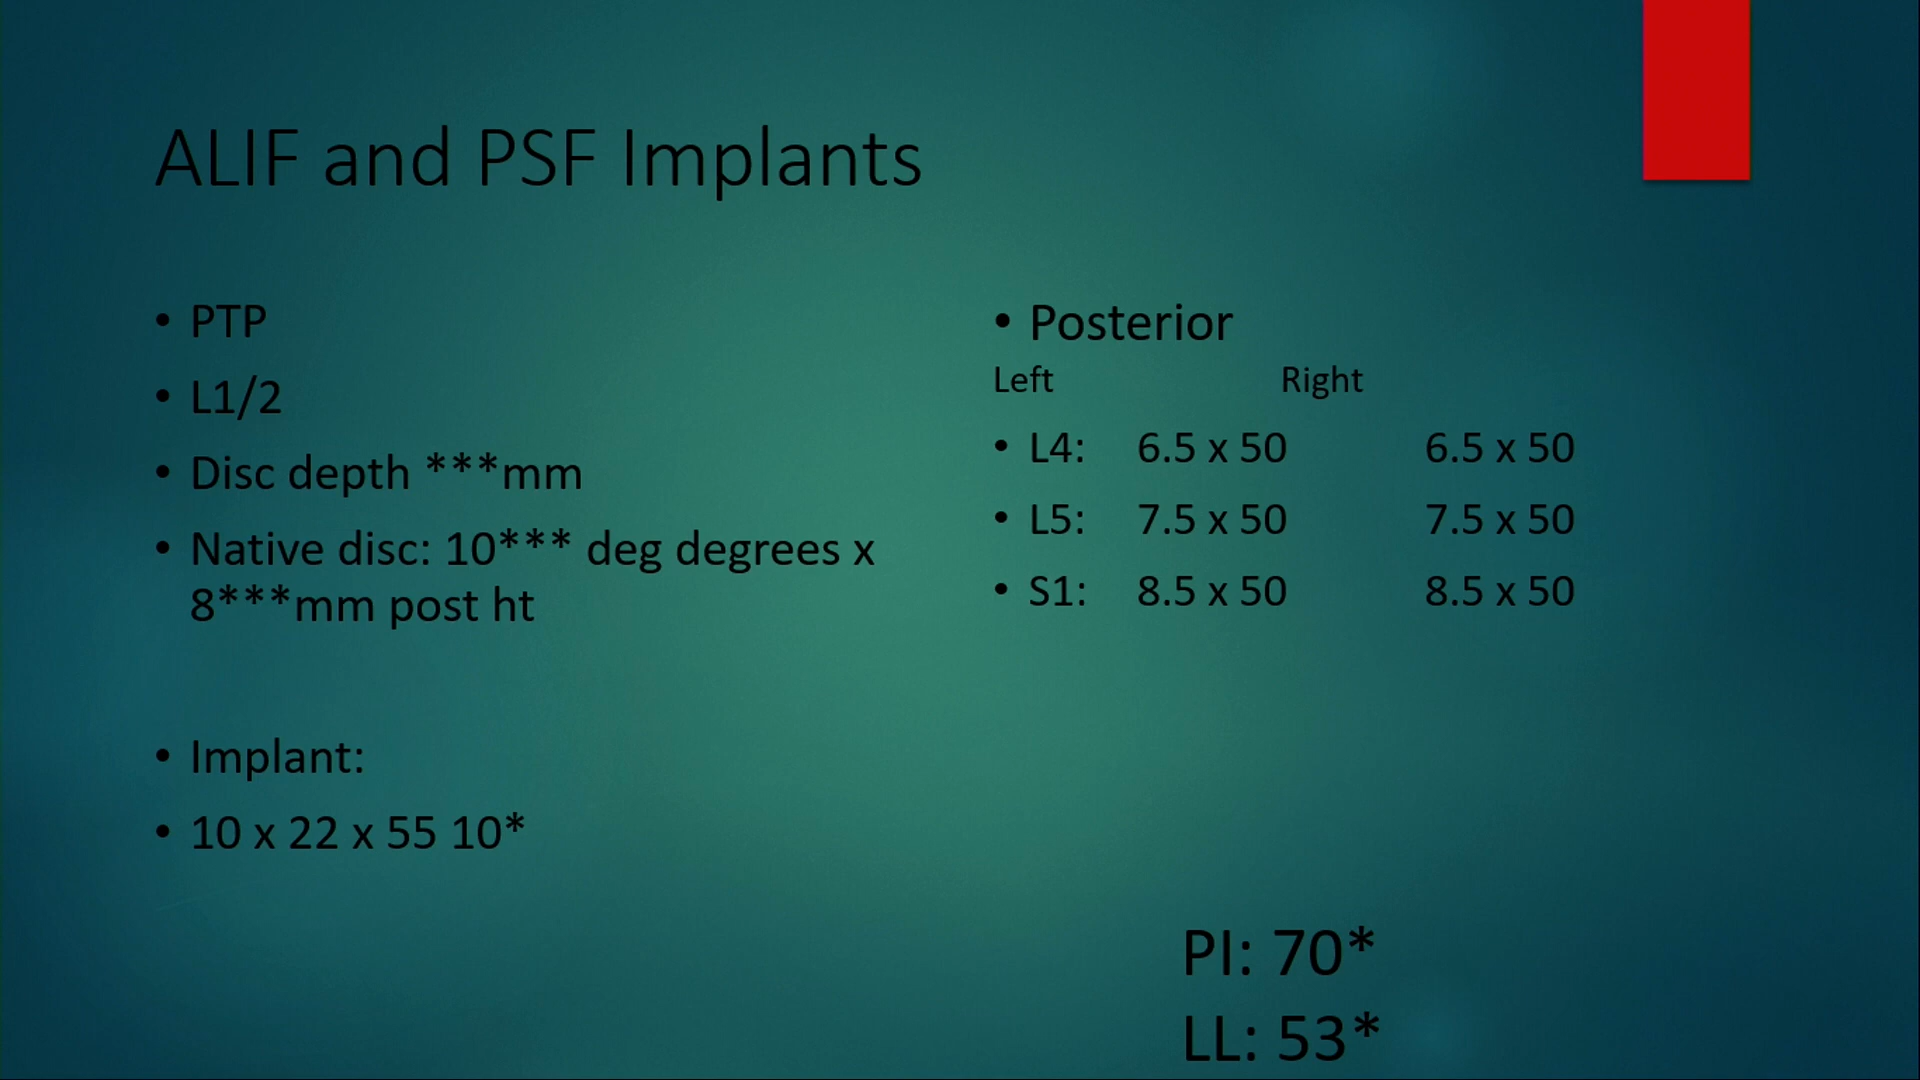 ALIF and PSF Implants
• PTP
• L1/2
• Disc depth ***mm
• Native disc: 10*** deg degrees x
8***mm post ht
• Implant:
• 10 x 22 x 55 10*
• Posterior
Left Right
• L4: 6.5 x 50 6.5 x 50
• L5: 7.5 x 50 7.5 x 50
• S1: 8.5 x 50 8.5 x 50
PI: 70*
LL: 53*